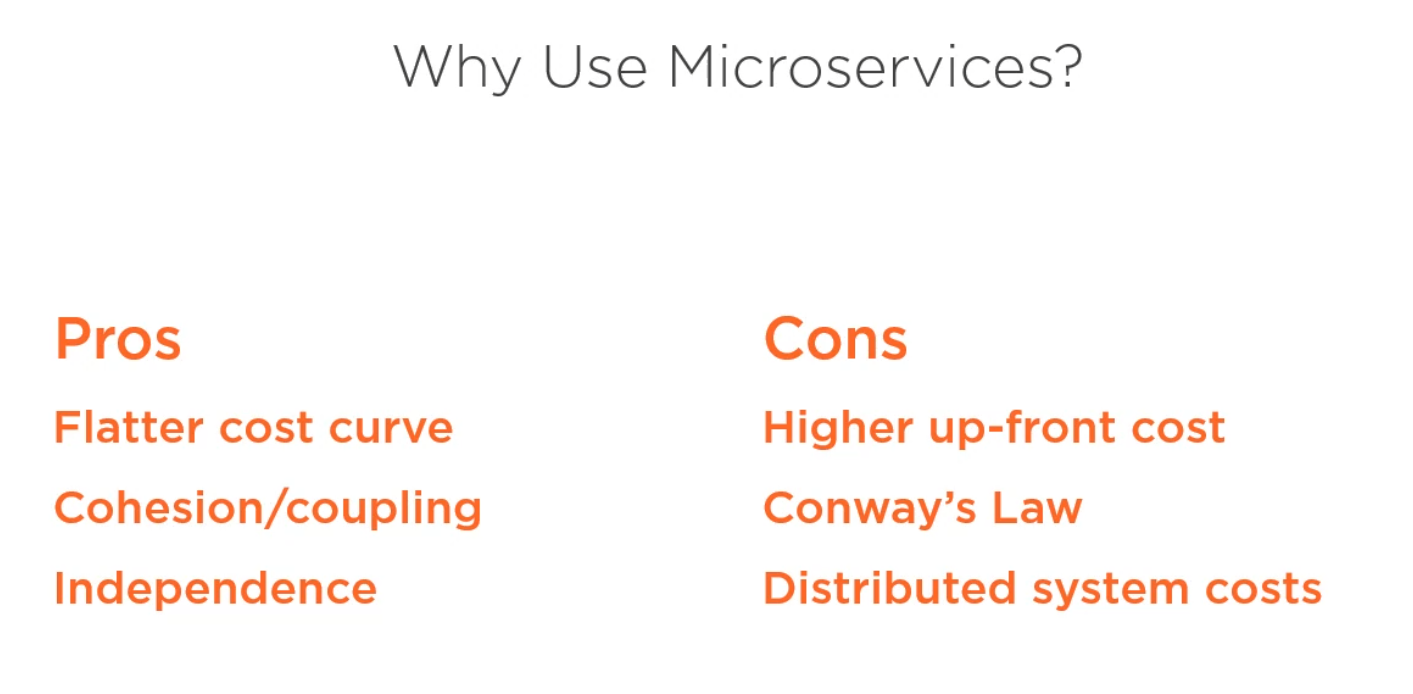 Why Use Microservices?
Pros
Flatter cost curve
Cohesion/coupling
Independence
Cons
Higher up-front cost
Conway’s Law
Distributed system costs